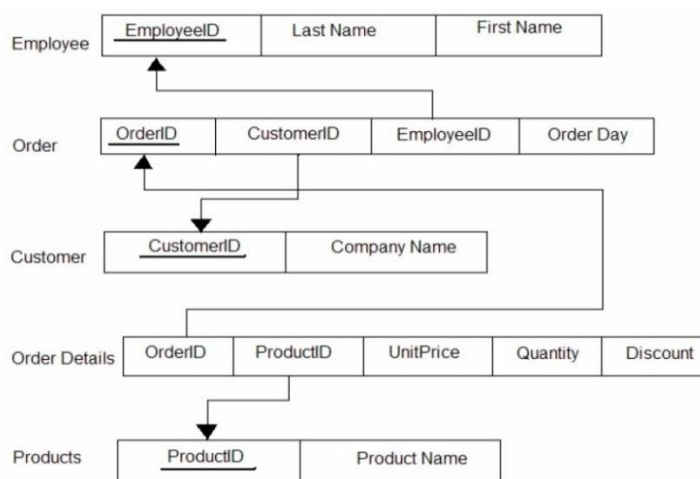 Employee EmployeeID Last Name First Name
Order OrderID CustomerID EmployeeID Order Day
Customer CustomerID Company Name
Order Details OrderID ProductID UnitPrice Quantity Discount
Products ProductID Product Name